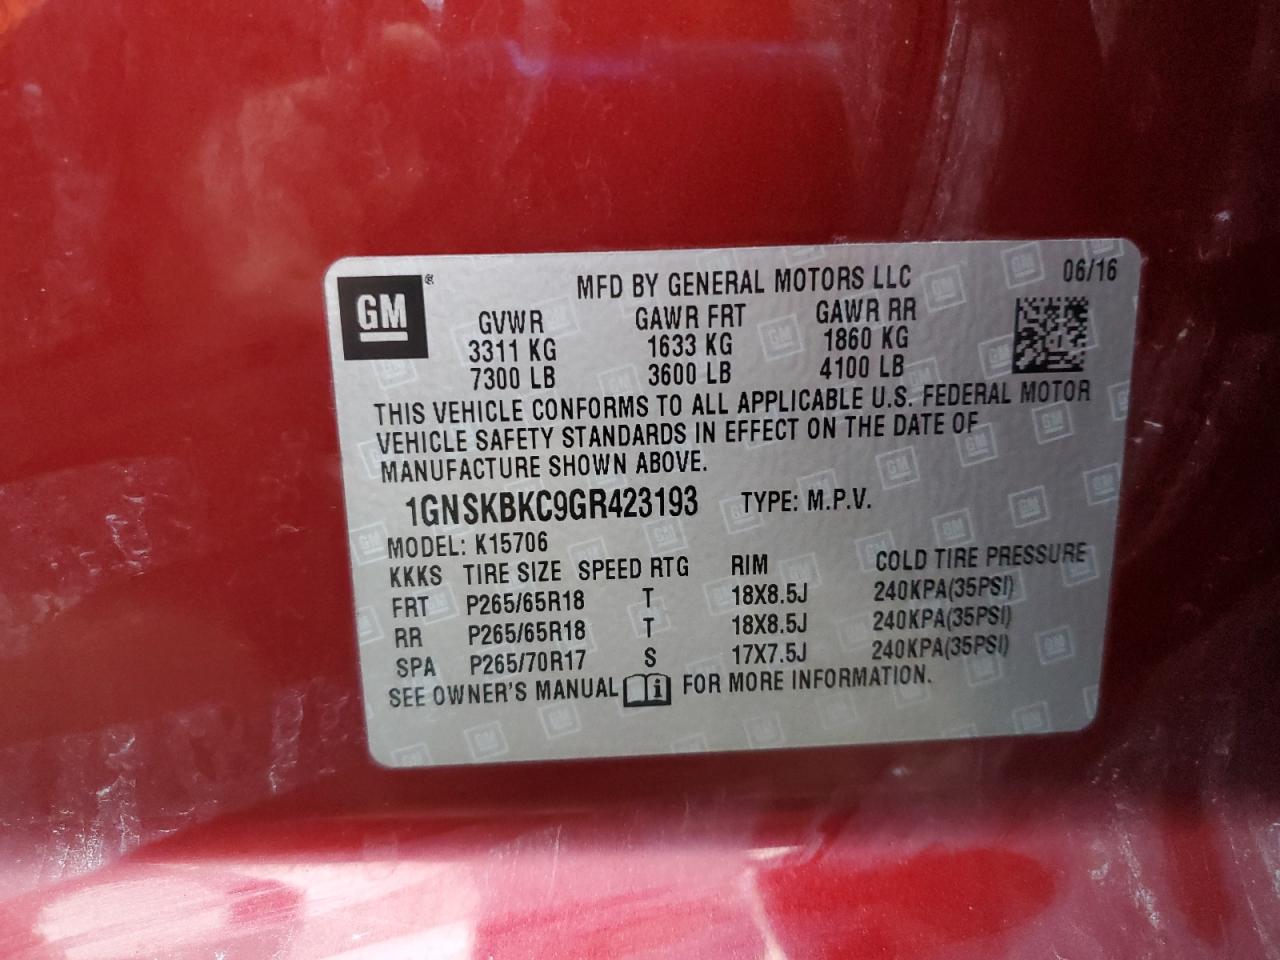 GM® MFD BY GENERAL MOTORS LLC 06/16
GVWR GAWR FRT GAWR RR
3311 KG 1633 KG 1860 KG
7300 LB 3600 LB 4100 LB
THIS VEHICLE CONFORMS TO ALL APPLICABLE U.S. FEDERAL MOTOR
VEHICLE SAFETY STANDARDS IN EFFECT ON THE DATE OF
MANUFACTURE SHOWN ABOVE.
1GNSKBKC9GR423193 TYPE: M.P.V.
MODEL: K15706
KKKS TIRE SIZE SPEED RTG RIM COLD TIRE PRESSURE
FRT P265/65R18 T 18X8.5J 240KPA(35PSI)
RR P265/65R18 T 18X8.5J 240KPA(35PSI)
SPA P265/70R17 S 17X7.5J 240KPA(35PSI)
SEE OWNER'S MANUAL i FOR MORE INFORMATION.